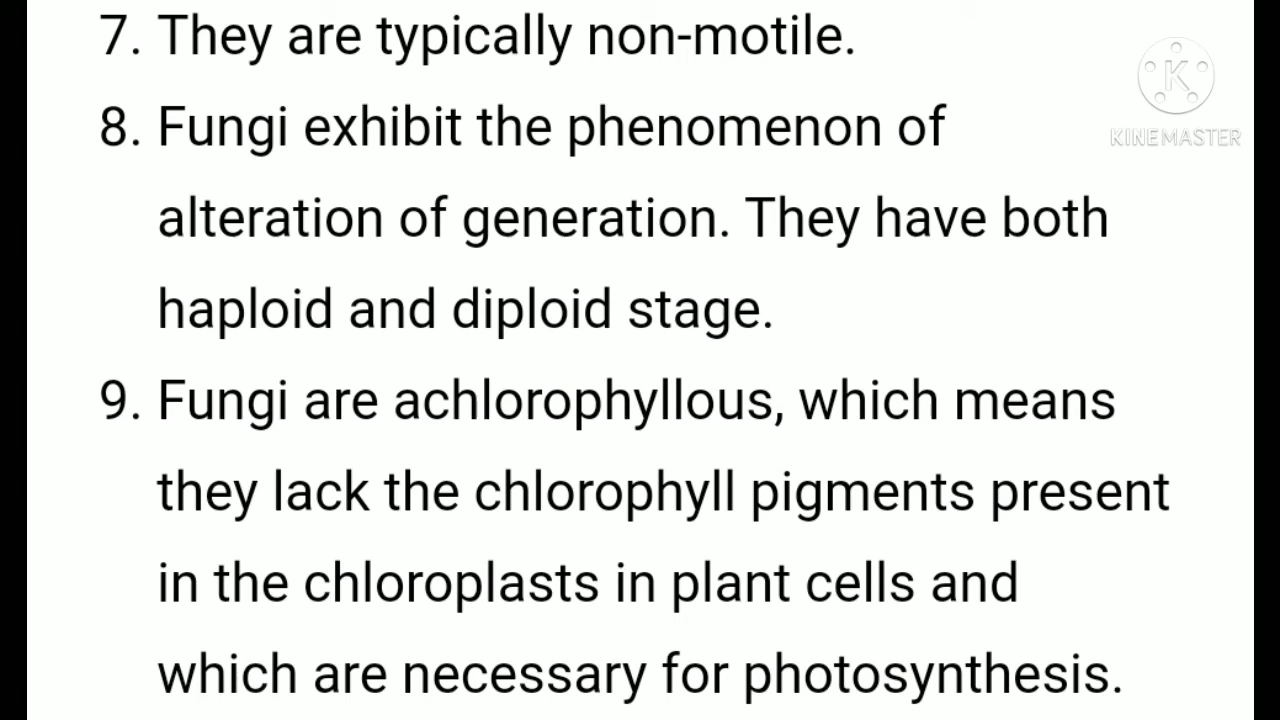 7. They are typically non-motile.
8. Fungi exhibit the phenomenon of
alteration of generation. They have both
haploid and diploid stage.
9. Fungi are achlorophyllous, which means
they lack the chlorophyll pigments present
in the chloroplasts in plant cells and
which are necessary for photosynthesis.
K
KINEMASTER